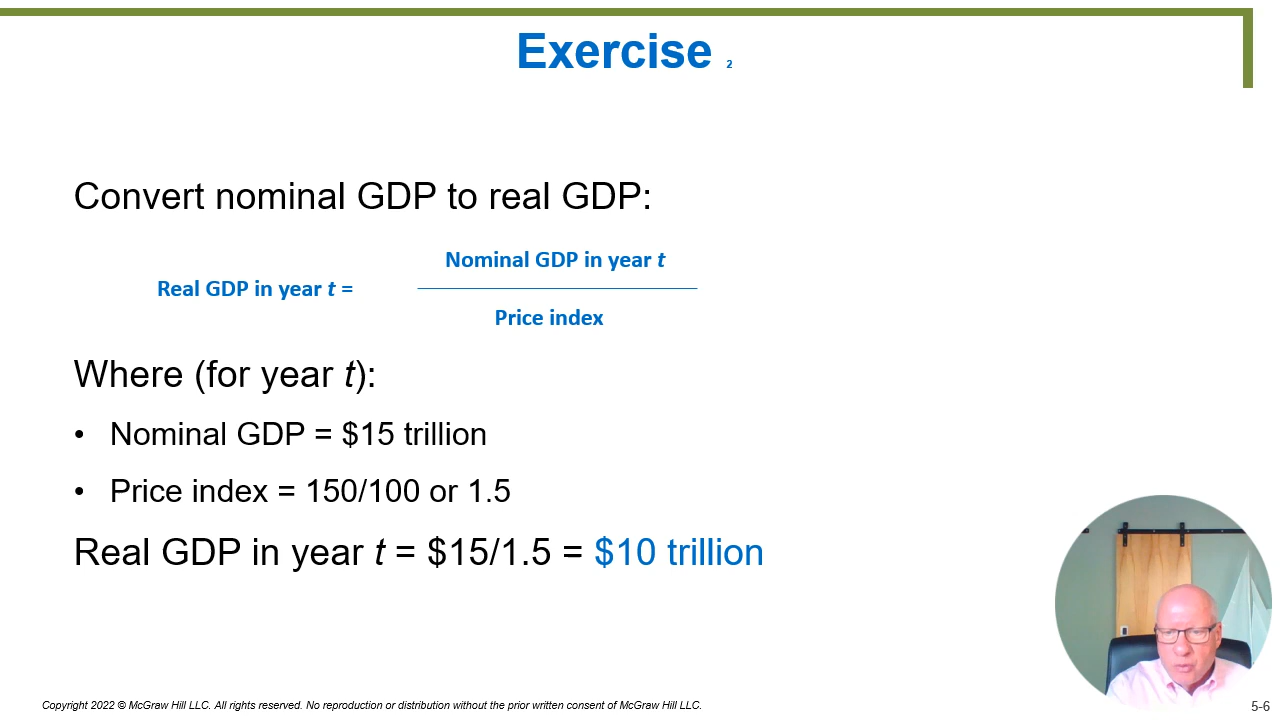 Exercise 2
Convert nominal GDP to real GDP:
Nominal GDP in year t
Real GDP in year t =
Price index
Where (for year t):
• Nominal GDP = $15 trillion
• Price index = 150/100 or 1.5
Real GDP in year t = $15/1.5 = $10 trillion
Copyright 2022 © McGraw Hill LLC. All rights reserved. No reproduction or distribution without the prior written consent of McGraw Hill LLC.
5-6